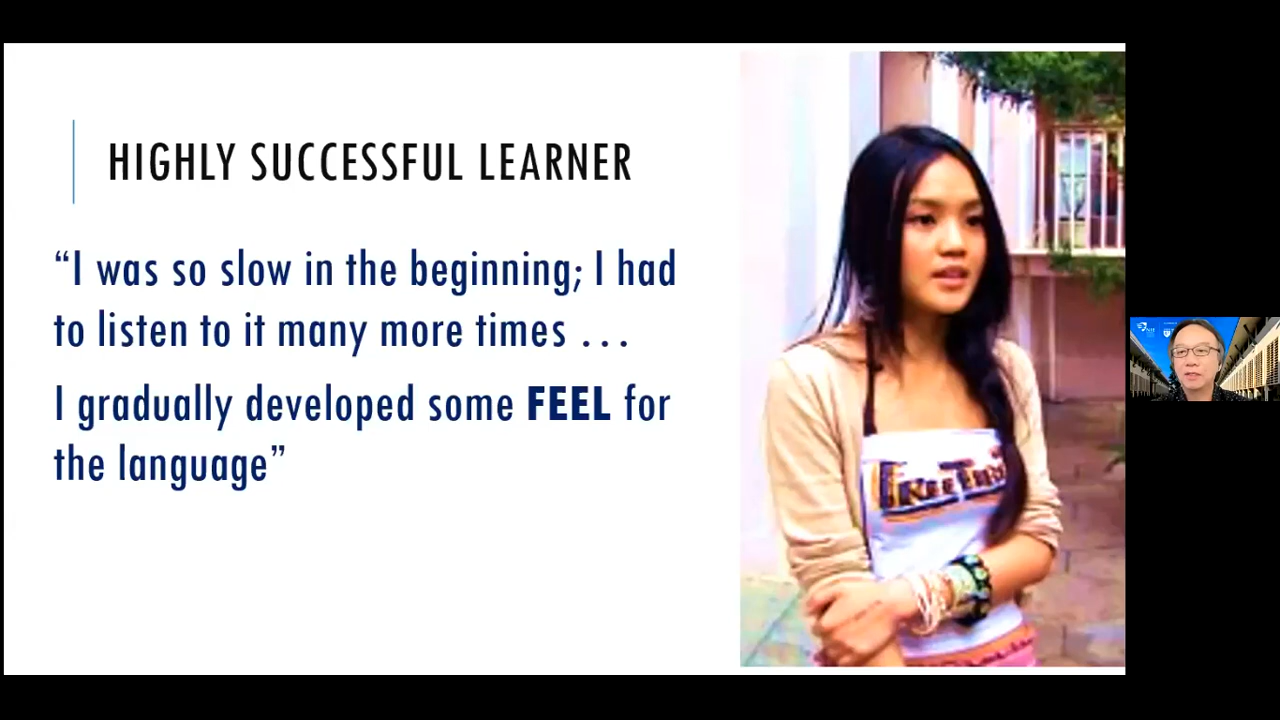 HIGHLY SUCCESSFUL LEARNER
“I was so slow in the beginning; I had
to listen to it many more times ...
I gradually developed some FEEL for
the language”